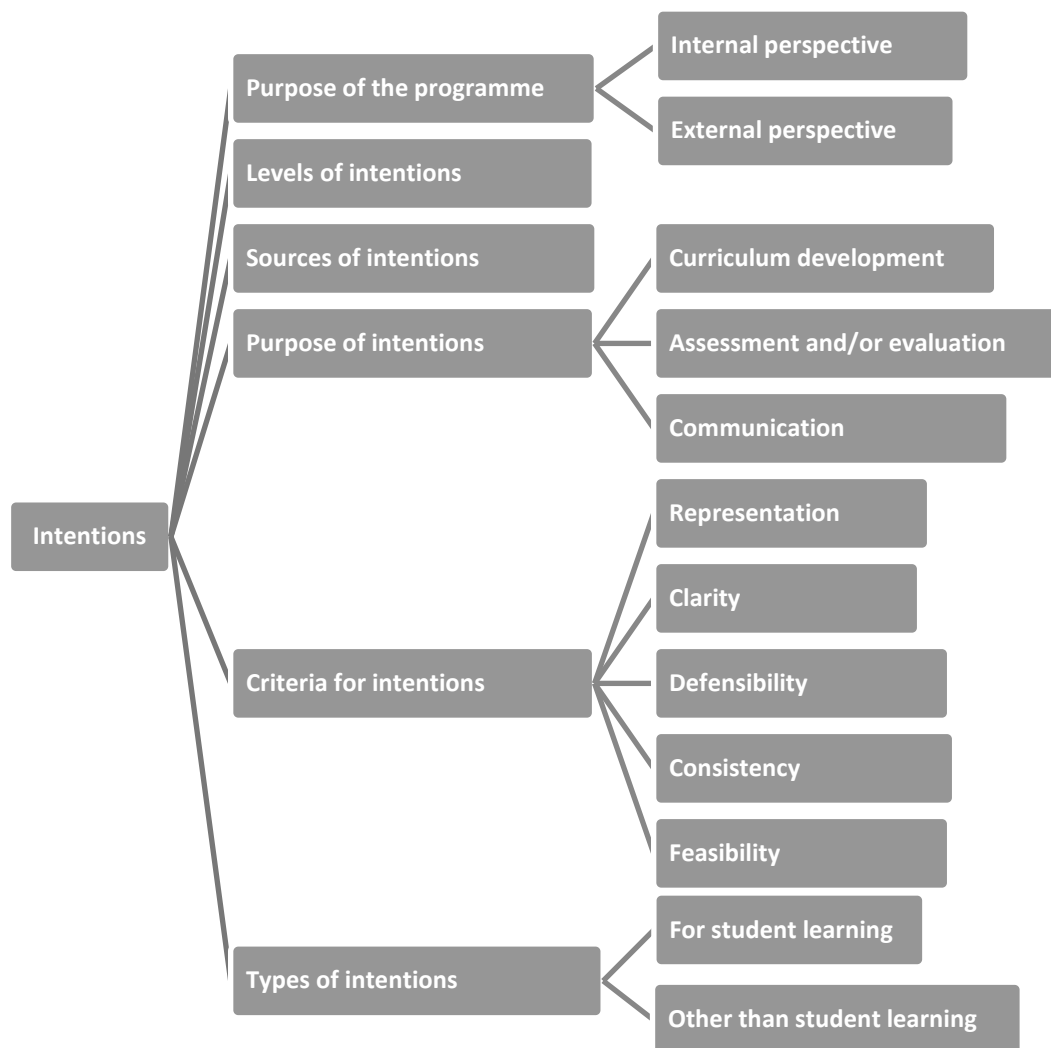 Internal perspective
Purpose of the programme
External perspective
Levels of intentions
Sources of intentions
Curriculum development
Purpose of intentions
Assessment and/or evaluation
Communication
Representation
Intentions
Clarity
Criteria for intentions
Defensibility
Consistency
Feasibility
For student learning
Types of intentions
Other than student learning